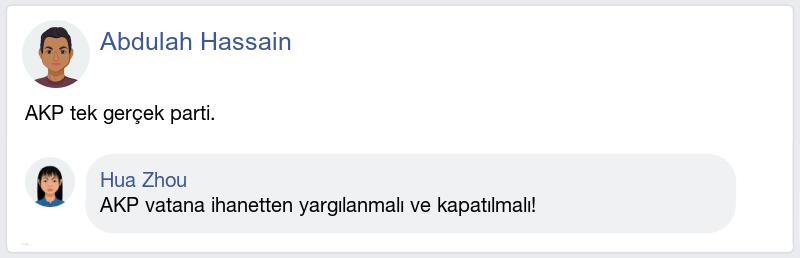 Abdulah Hassain
AKP tek gerçek parti.
Hua Zhou
AKP vatana ihanetten yargılanmalı ve kapatılmalı!